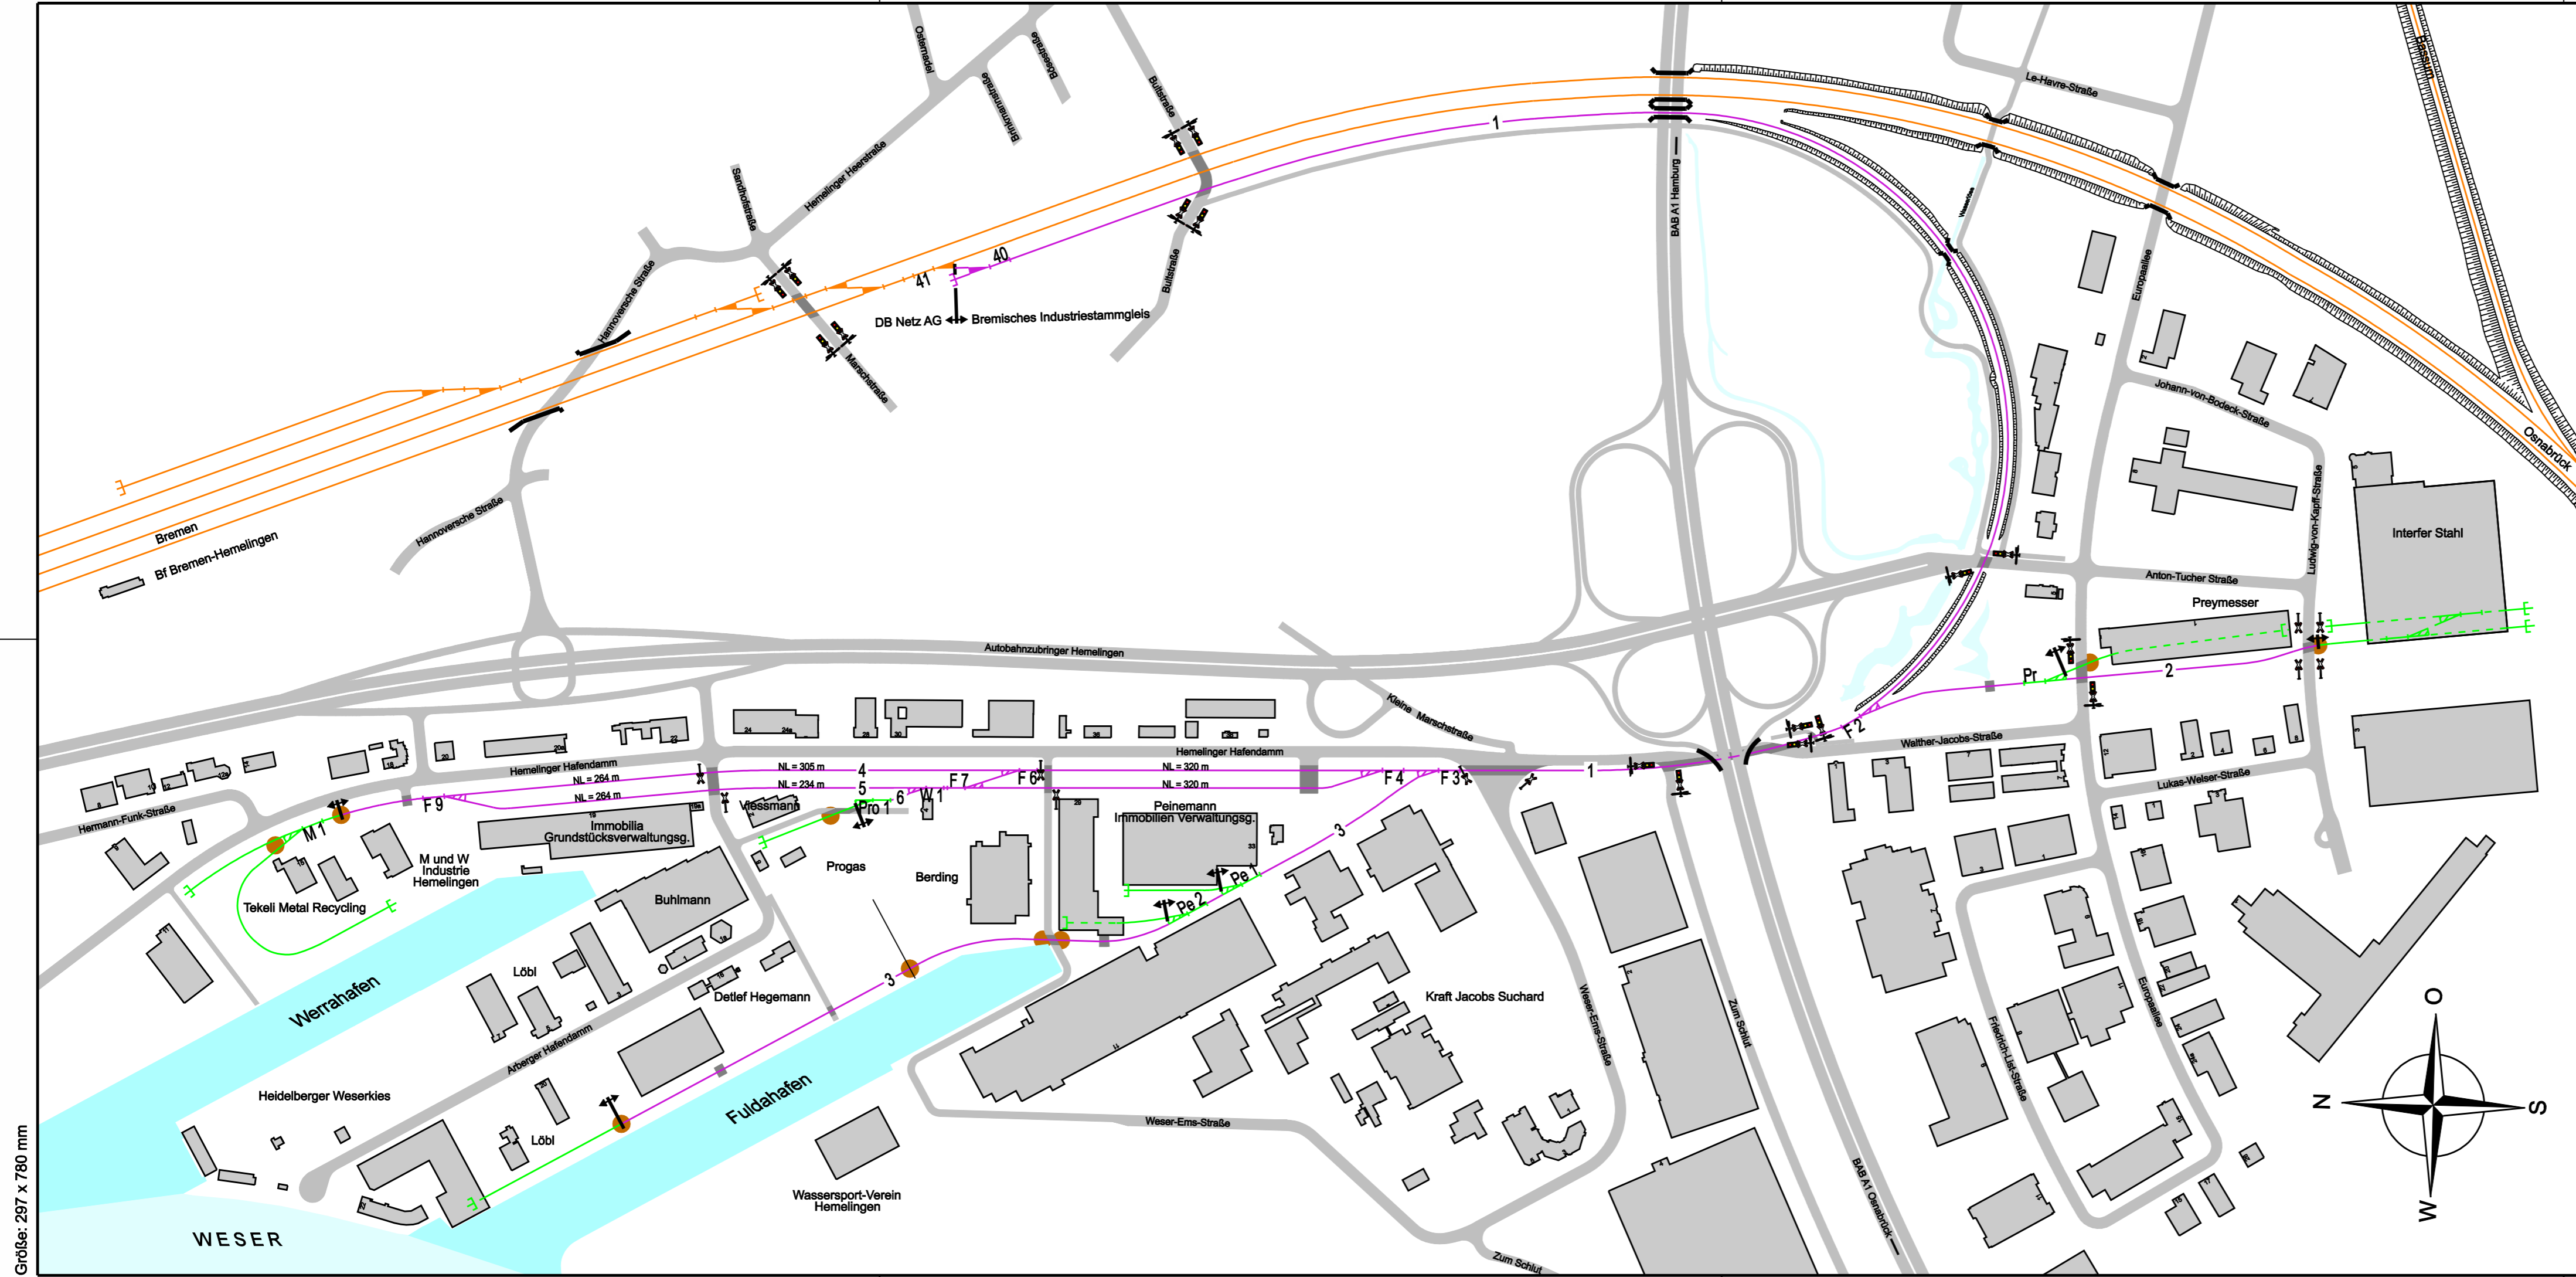 Osternadel
Bösestraße
Brinkmannstraße
Bultstraße
Hemelinger Heerstraße
Sandhofstraße
Hannoversche Straße
Marschstraße
Bultstraße
1
40
41
DB Netz AG
Bremisches Industriestammgleis
BAB A1 Hamburg
Le-Havre-Straße
Basum
Europaallee
Johann-von-Bodeck-Straße
Osnabrück
Ludwig-von-Kapff-Straße
Interfer Stahl
Anton-Tucher Straße
Preymesser
Pr
2
Bremen
Bf Bremen-Hemelingen
Hannoversche Straße
Autobahnzubringer Hemelingen
Kleine Marschstraße
Hemelinger Hafendamm
Hemelinger Hafendamm
Walther-Jacobs-Straße
Lukas-Welser-Straße
Hermann-Funk-Straße
NL = 264 m
NL = 264 m
NL = 305 m
NL = 234 m
NL = 320 m
NL = 320 m
4
5
6
W 1
F 9
F 7
F 6
F 4
F 3
F 2
1
3
3
M 1
Pro 1
Pe 1
Pe 2
Viessmann
Immobilia
Grundstücksverwaltungsg.
M und W
Industrie
Hemelingen
Tekeli Metal Recycling
Buhlmann
Progas
Berding
Peinemann
Immobilien Verwaltungsg.
Löbl
Detlef Hegemann
Kraft Jacobs Suchard
Werrahafen
Arberger Hafendamm
Heidelberger Weserkies
Löbl
Fuldahafen
Weser-Ems-Straße
Weser-Ems-Straße
Zum Schlut
Zum Schlut
BAB A1 Osnabrück
Friedrich-List-Straße
Europaallee
Wassersport-Verein
Hemelingen
WESER
O
N
S
W
Größe: 297 x 780 mm